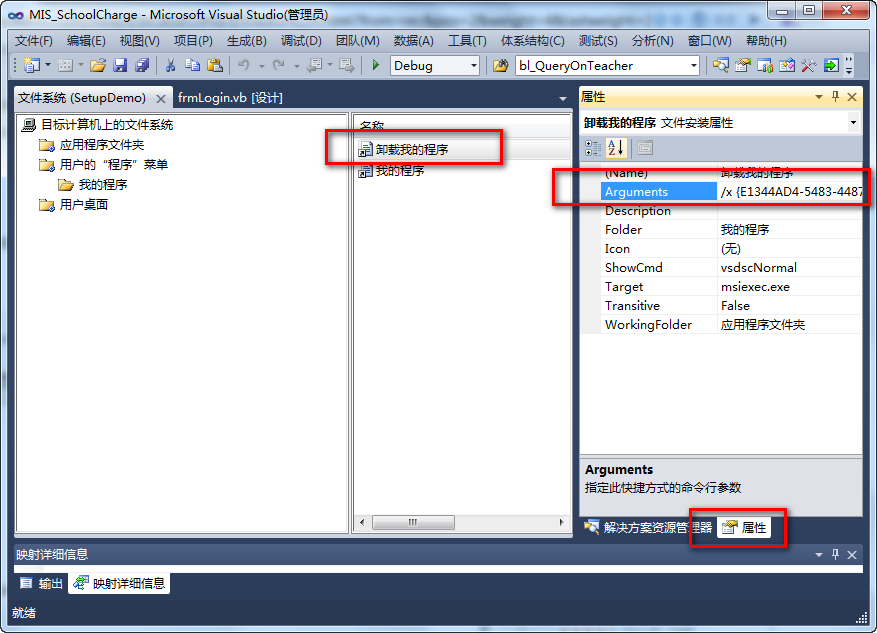 MIS_SchoolCharge - Microsoft Visual Studio(管理员)
文件(F) 编辑(E) 视图(V) 项目(P) 生成(B) 调试(D) 团队(M) 数据(A) 工具(T) 体系结构(C) 测试(S) 分析(N) 窗口(W) 帮助(H)
Debug bl_QueryOnTeacher
文件系统 (SetupDemo) frmLogin.vb [设计]
目标计算机上的文件系统
应用程序文件夹
用户的“程序”菜单
我的程序
用户桌面
名称
卸载我的程序
我的程序
属性
卸载我的程序 文件安装属性
(Name) 卸载我的程序
Arguments /x {E1344AD4-5483-4487
Description
Folder 我的程序
Icon (无)
ShowCmd vsdscNormal
Target msiexec.exe
Transitive False
WorkingFolder 应用程序文件夹
Arguments
指定此快捷方式的命令行参数
解决方案资源管理器 属性
映射详细信息
输出 映射详细信息
就绪